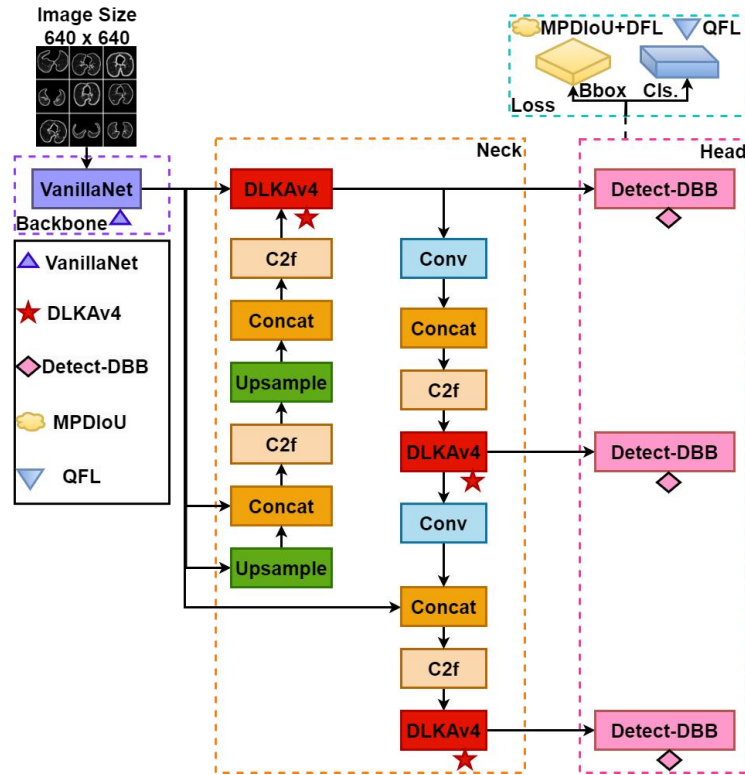 Image Size
640 × 640
MPDIoU+DFL
QFL
Bbox
Cls.
Loss
Neck
Head
VanillaNet
Backbone
DLKAv4
Detect-DBB
VanillaNet
DLKAv4
Detect-DBB
MPDIoU
QFL
C2f
Concat
Upsample
C2f
Concat
Upsample
Conv
Concat
C2f
DLKAv4
Detect-DBB
Conv
Concat
C2f
DLKAv4
Detect-DBB